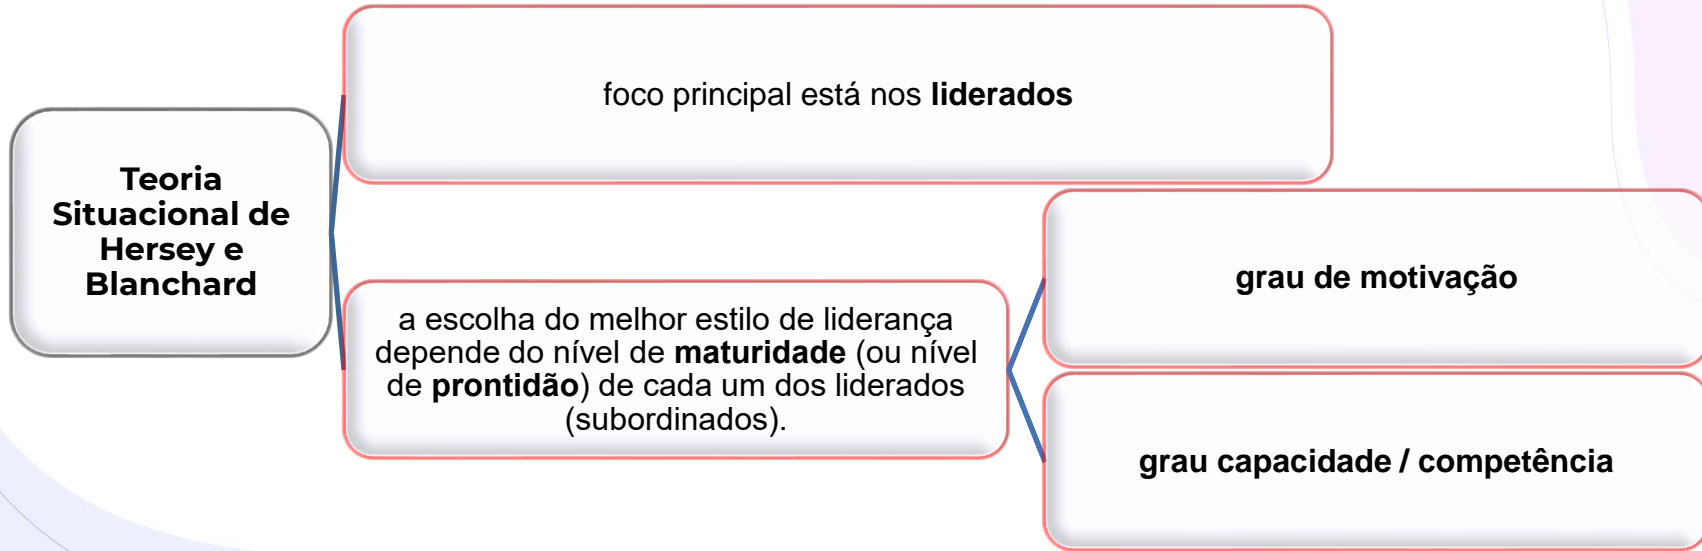 foco principal está nos liderados
Teoria
Situacional de
Hersey e
Blanchard
a escolha do melhor estilo de liderança
depende do nível de maturidade (ou nível
de prontidão) de cada um dos liderados
(subordinados).
grau de motivação
grau capacidade / competência